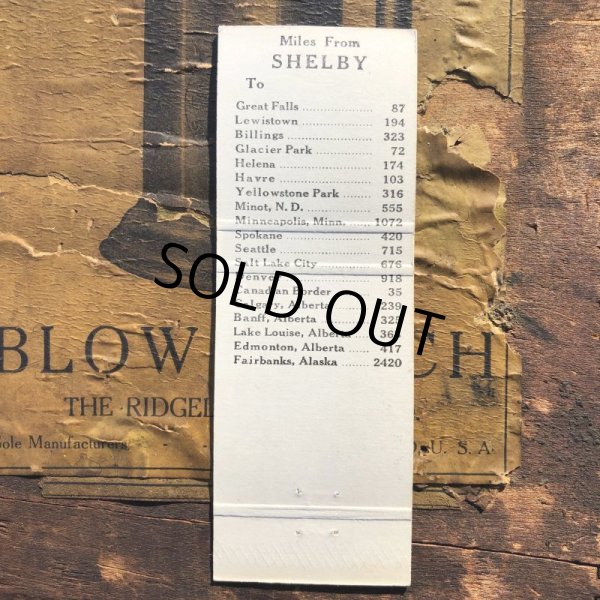 Miles From
SHELBY
To
Great Falls .................... 87
Lewistown ..................... 194
Billings ......................... 323
Glacier Park ................. 72
Helena ........................... 174
Havre ............................. 103
Yellowstone Park ........ 316
Minot, N. D. .................. 555
Minneapolis, Minn. ..... 1072
Spokane ........................ 420
Seattle ........................... 715
Salt Lake City .............. 676
Denver 918
Canadian Border 35
Calgary, Alberta 239
Banff, Alberta 325
Lake Louise, Alberta
Edmonton, Alberta ...... 417
Fairbanks, Alaska ....... 2420
SOLD OUT
BLOW CH
THE RIDGEL
Sole Manufacturers U. S. A.